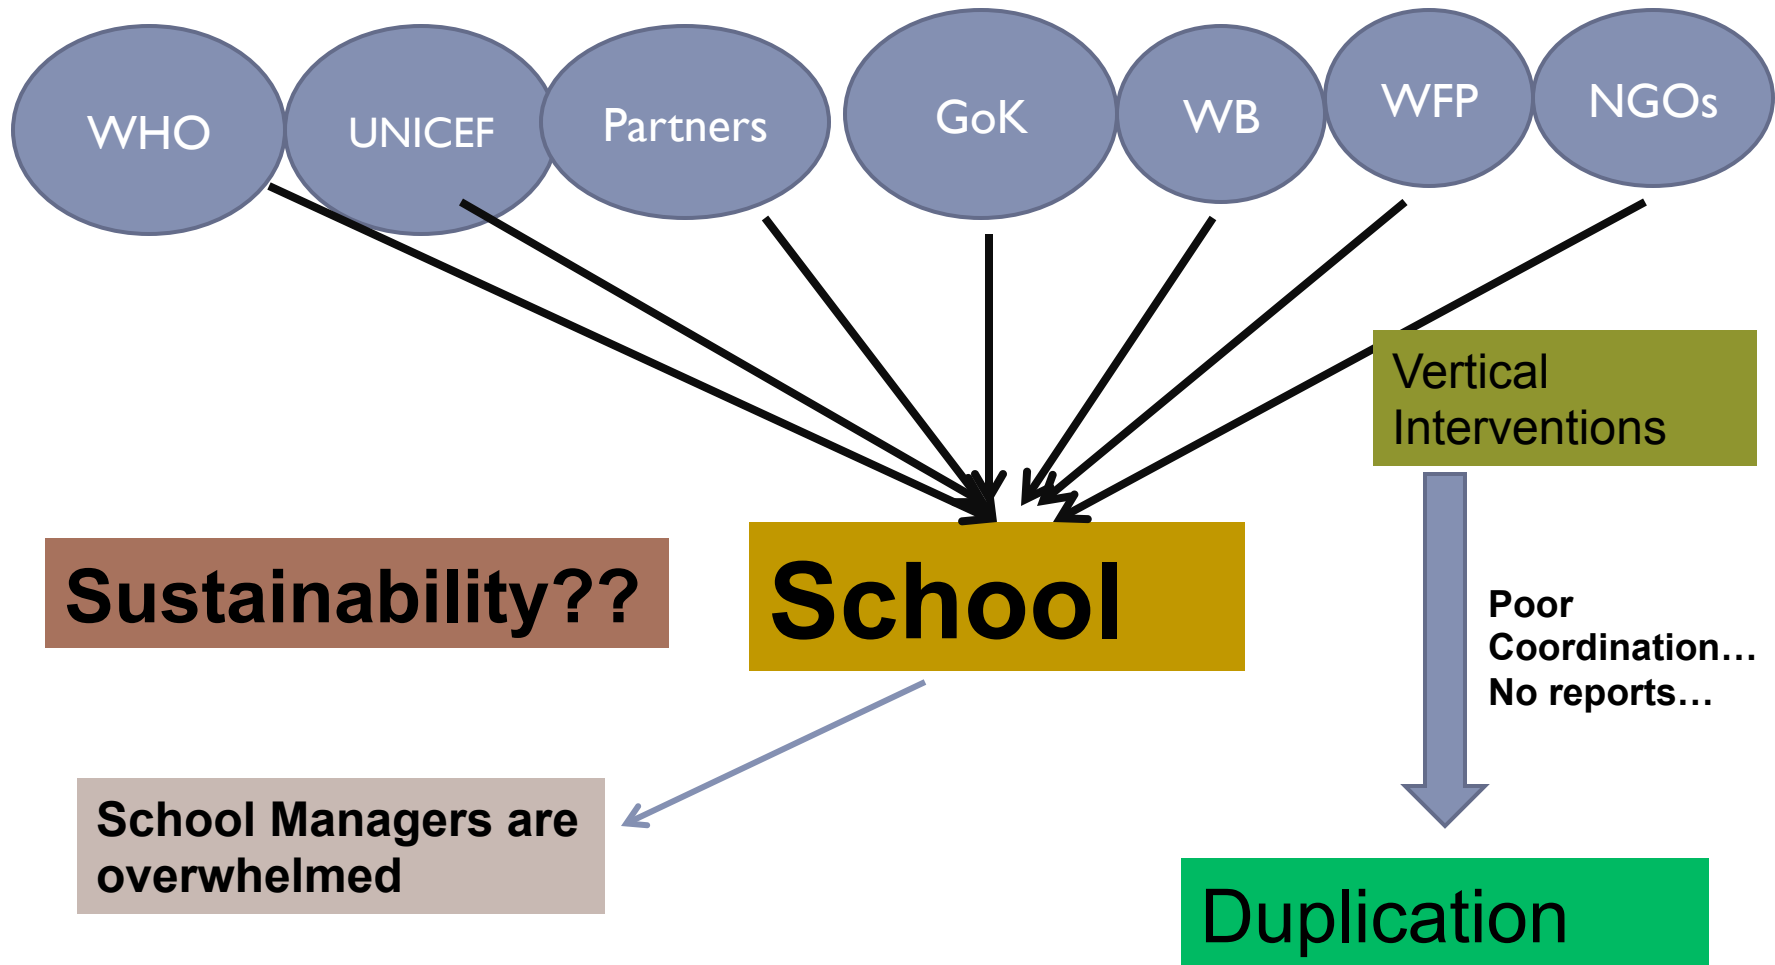 WHO
UNICEF
Partners
GoK
WB
WFP
NGOs
Vertical
Interventions
Sustainability??
School
Poor
Coordination…
No reports…
School Managers are
overwhelmed
Duplication